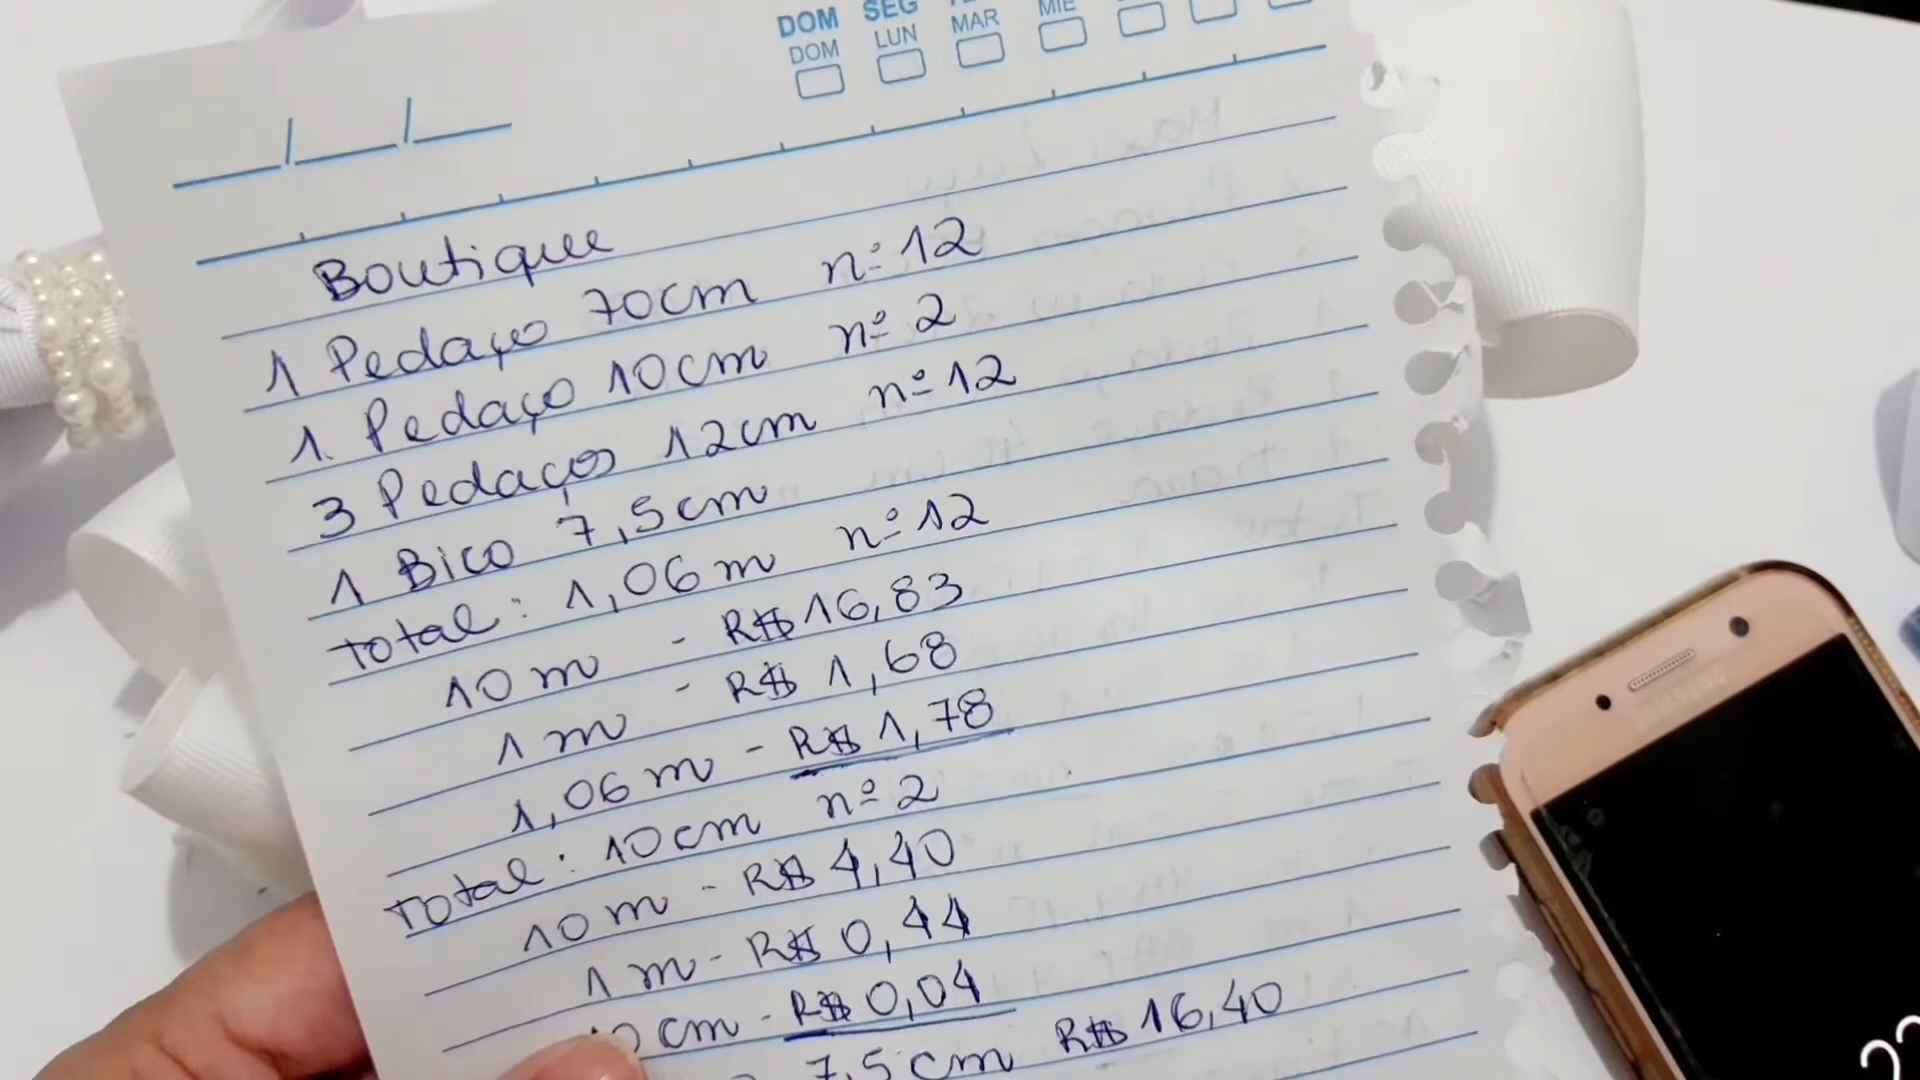 DOM SEG
DOM LUN MAR MIE
Boutique
1 Pedaço 70cm nº 12
1. Pedaço 10cm nº 2
3 Pedaços 12cm nº 12
1 Bico 7,5cm
Total: 1,06m nº 12
10m - R$ 16,83
1m - R$ 1,68
1,06m - R$ 1,78
Total: 10cm nº 2
10m - R$ 4,40
1m - R$ 0,44
cm - R$ 0,04
7,5cm R$ 16,40
SAMSUNG